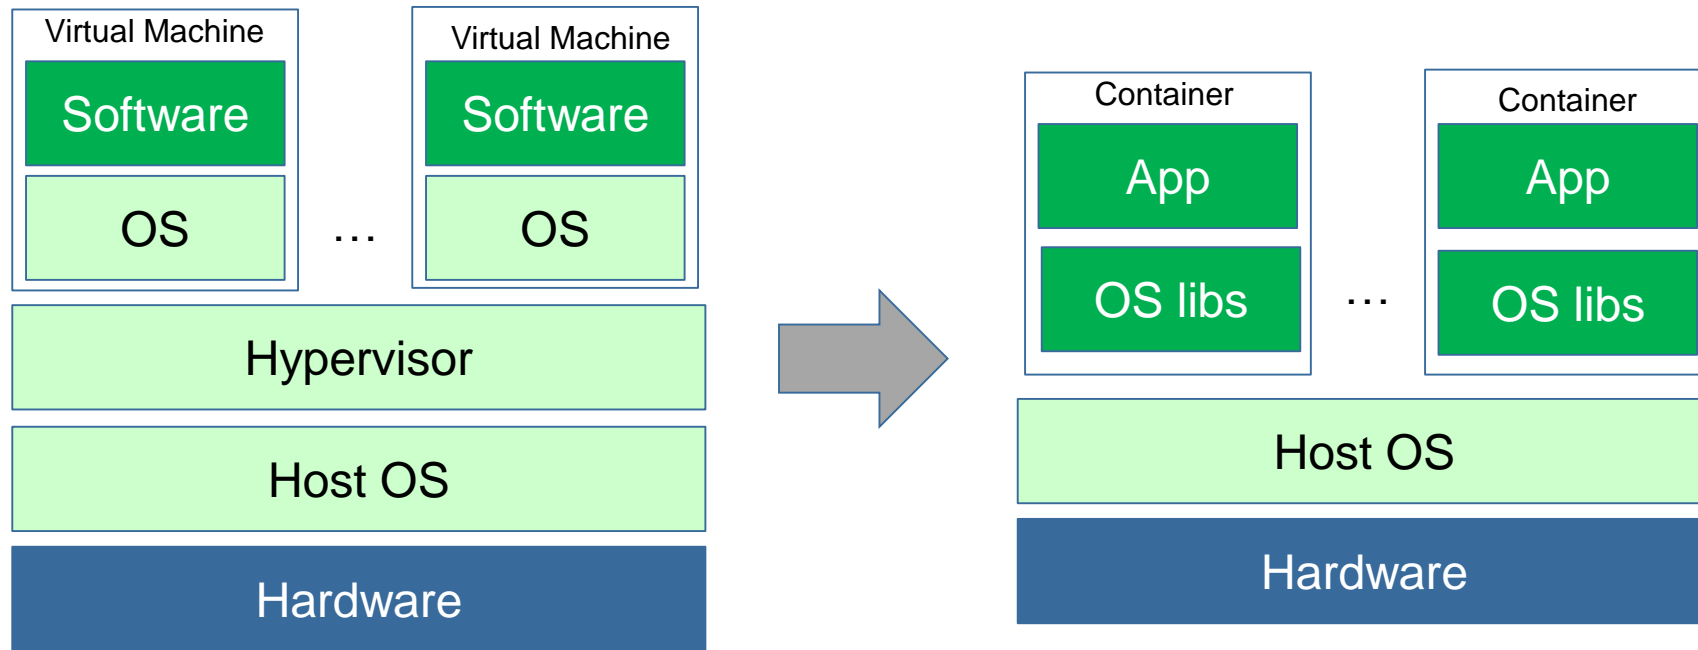 Virtual Machine
Software
OS
…
Virtual Machine
Software
OS
Hypervisor
Host OS
Hardware
Container
App
OS libs
…
Container
App
OS libs
Host OS
Hardware